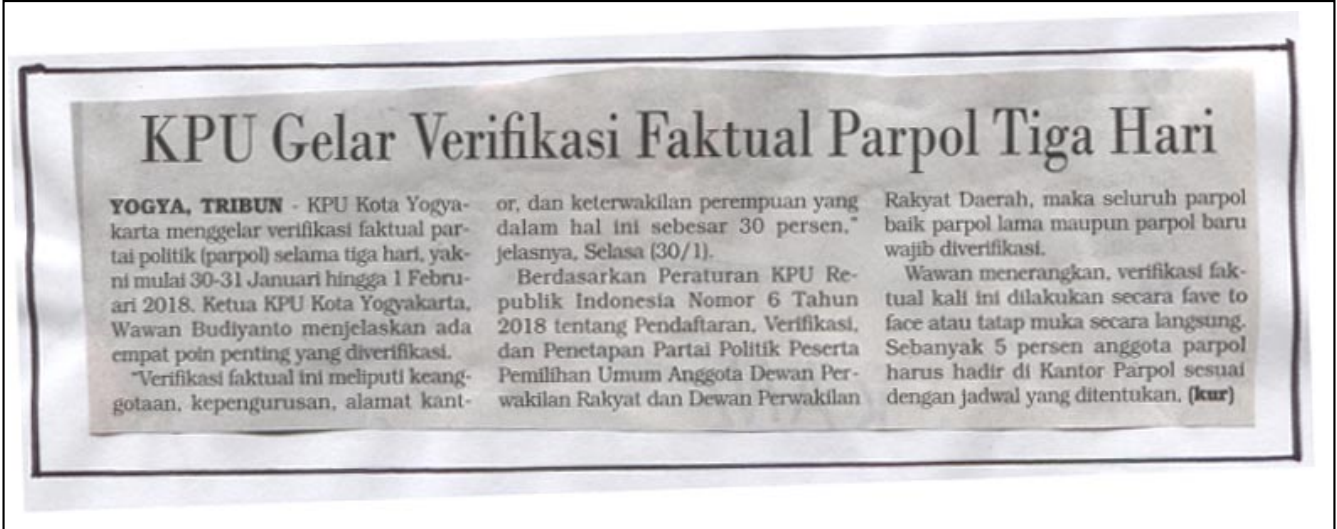 KPU Gelar Verifikasi Faktual Parpol Tiga Hari
YOGYA, TRIBUN - KPU Kota Yogya-
karta menggelar verifikasi faktual par-
tai politik (parpol) selama tiga hari, yak-
ni mulai 30-31 Januari hingga 1 Febru-
ari 2018. Ketua KPU Kota Yogyakarta,
Wawan Budiyanto menjelaskan ada
empat poin penting yang diverifikasi.
"Verifikasi faktual ini meliputi keang-
gotaan, kepengurusan, alamat kant-
or, dan keterwakilan perempuan yang
dalam hal ini sebesar 30 persen,"
jelasnya, Selasa (30/1).
Berdasarkan Peraturan KPU Re-
publik Indonesia Nomor 6 Tahun
2018 tentang Pendaftaran, Verifikasi,
dan Penetapan Partai Politik Peserta
Pemilihan Umum Anggota Dewan Per-
wakilan Rakyat dan Dewan Perwakilan
Rakyat Daerah, maka seluruh parpol
baik parpol lama maupun parpol baru
wajib diverifikasi.
Wawan menerangkan, verifikasi fak-
tual kali ini dilakukan secara fave to
face atau tatap muka secara langsung.
Sebanyak 5 persen anggota parpol
harus hadir di Kantor Parpol sesuai
dengan jadwal yang ditentukan. (kur)